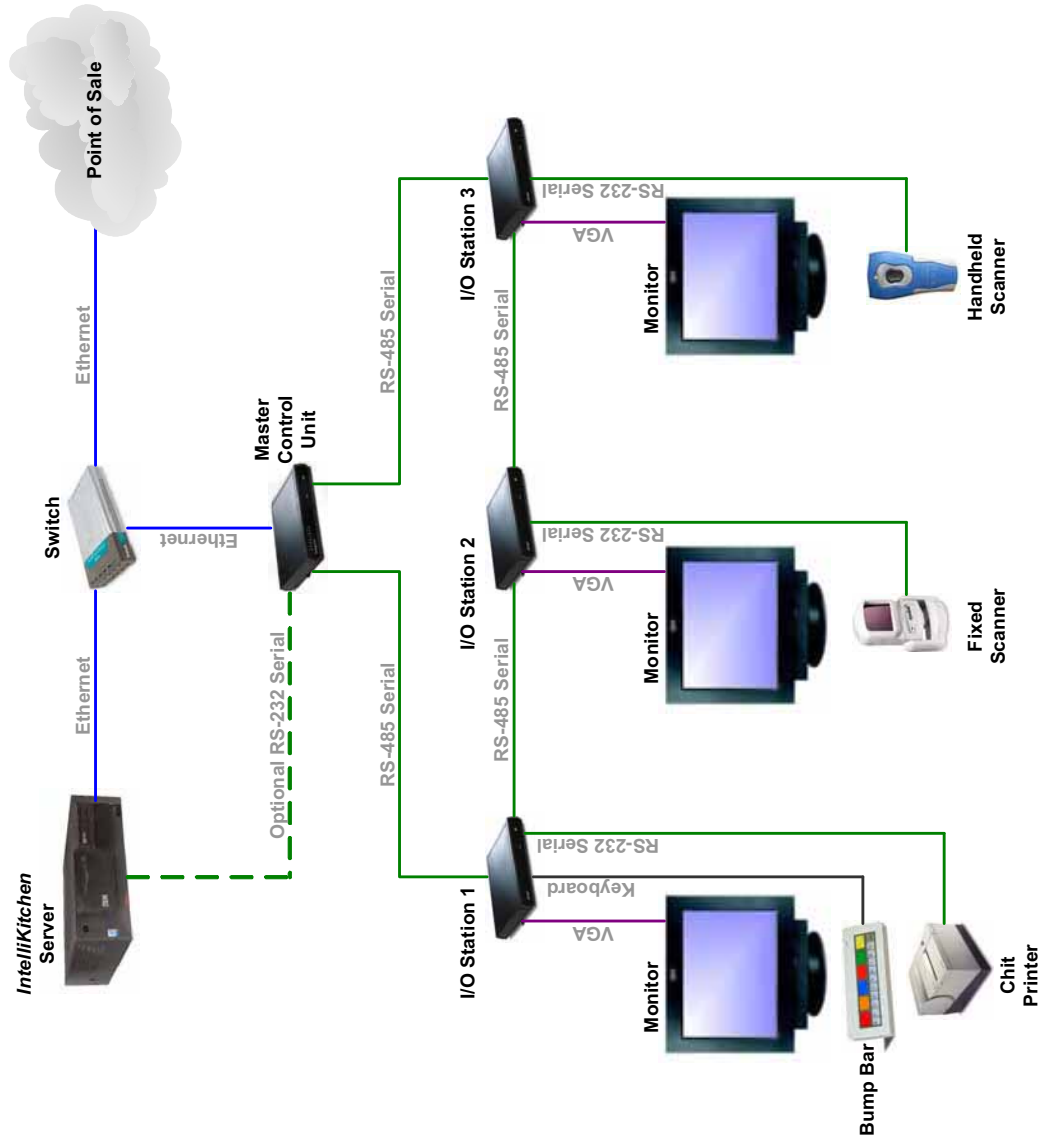 IntelliKitchen
Server
Ethernet
Switch
Ethernet
Point of Sale
Ethernet
Optional RS-232 Serial
Master
Control
Unit
RS-485 Serial
RS-485 Serial
I/O Station 1
RS-485 Serial
I/O Station 2
RS-485 Serial
I/O Station 3
VGA
Keyboard
RS-232 Serial
VGA
RS-232 Serial
VGA
RS-232 Serial
Monitor
Monitor
Monitor
Bump Bar
Chit
Printer
Fixed
Scanner
Handheld
Scanner